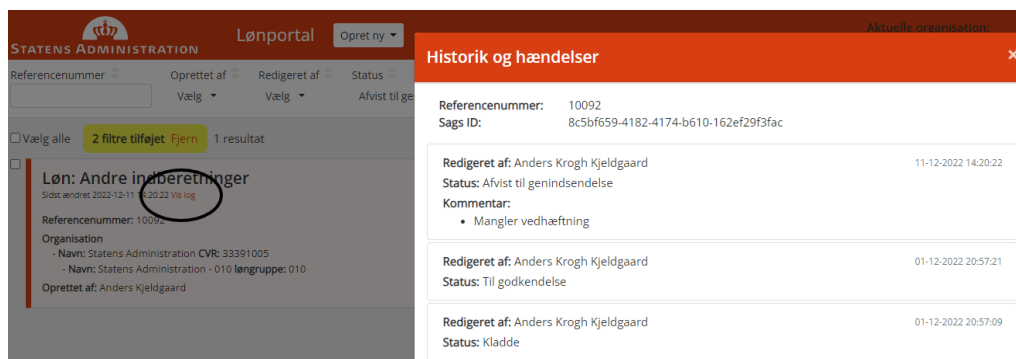 STATENS ADMINISTRATION
Lønportal
Opret ny
Aktuelle organisation:
Referencenummer
Oprettet af
Redigeret af
Status
Vælg
Vælg
Afvist til ge
Vælg alle
2 filtre tilføjet Fjern
1 resultat
Løn: Andre indberetninger
Sidst ændret 2022-12-11 14:20:22 Vis log
Referencenummer: 10092
Organisation
- Navn: Statens Administration CVR: 33391005
- Navn: Statens Administration - 010 løngruppe: 010
Oprettet af: Anders Kjeldgaard
Historik og hændelser
×
Referencenummer: 10092
Sags ID: 8c5bf659-4182-4174-b610-162ef29f3fac
Redigeret af: Anders Krogh Kjeldgaard 11-12-2022 14:20:22
Status: Afvist til genindsendelse
Kommentar:
• Mangler vedhæftning
Redigeret af: Anders Krogh Kjeldgaard 01-12-2022 20:57:21
Status: Til godkendelse
Redigeret af: Anders Krogh Kjeldgaard 01-12-2022 20:57:09
Status: Kladde